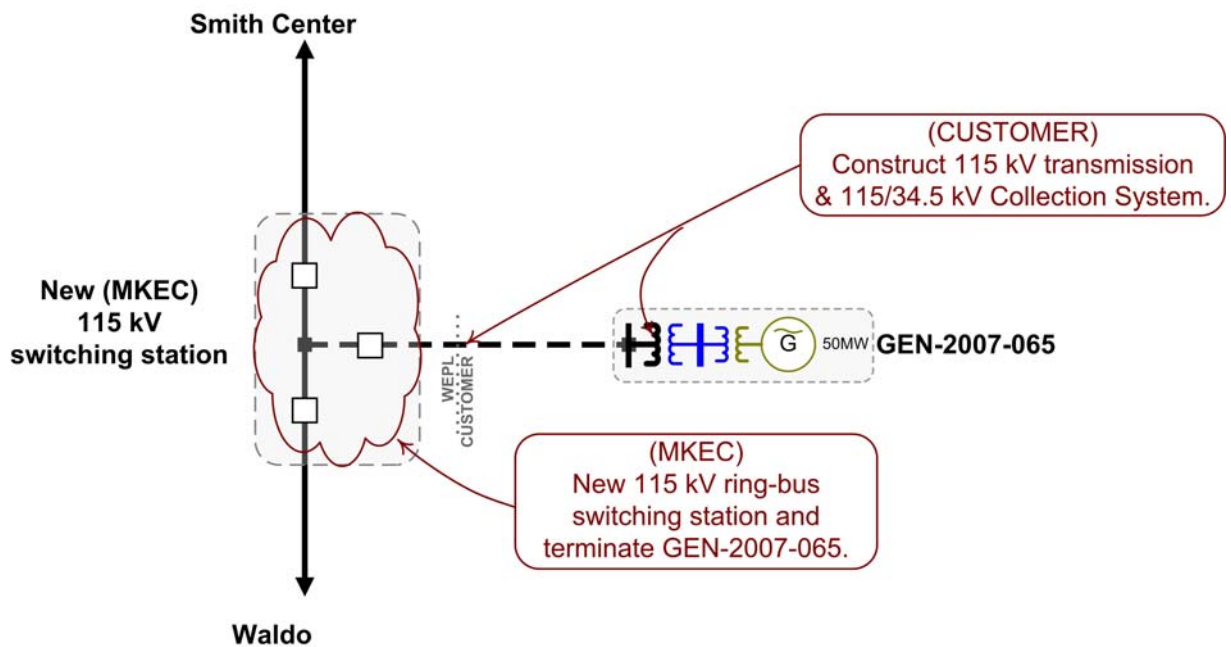 Smith Center
(CUSTOMER)
Construct 115 kV transmission
& 115/34.5 kV Collection System.
New (MKEC)
115 kV
switching station
WEPL
CUSTOMER
G
50MW
GEN-2007-065
(MKEC)
New 115 kV ring-bus
switching station and
terminate GEN-2007-065.
Waldo